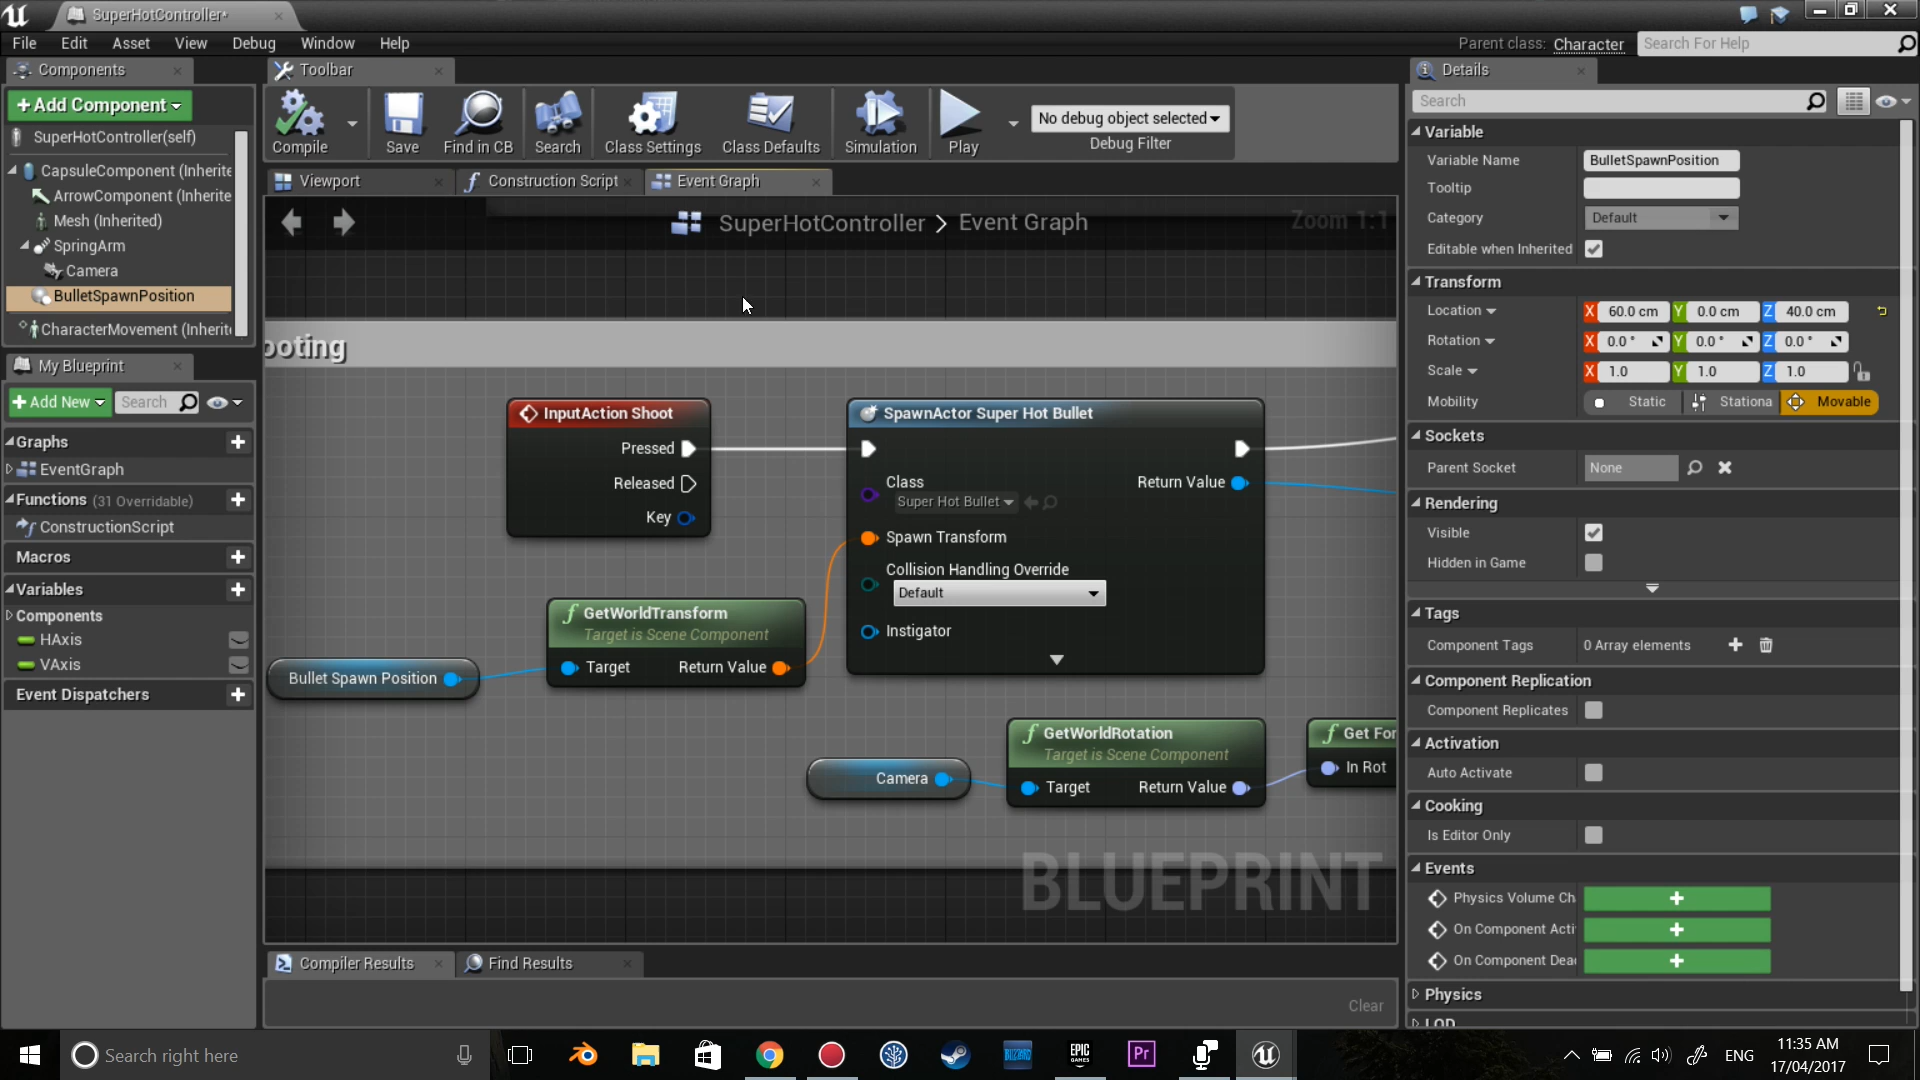 SuperHotController*
File Edit Asset View Debug Window Help
Parent class: Character
Search For Help
Components
+Add Component
SuperHotController(self)
CapsuleComponent (Inherite
ArrowComponent (Inherite
Mesh (Inherited)
SpringArm
Camera
BulletSpawnPosition
CharacterMovement (Inherit
My Blueprint
+Add New
Search
Graphs
EventGraph
Functions (31 Overridable)
ConstructionScript
Macros
Variables
Components
HAxis
VAxis
Event Dispatchers
Toolbar
Compile
Save
Find in CB
Search
Class Settings
Class Defaults
Simulation
Play
No debug object selected
Debug Filter
Viewport
Construction Script
Event Graph
SuperHotController > Event Graph
Zoom 1:1
ooting
InputAction Shoot
Pressed
Released
Key
SpawnActor Super Hot Bullet
Class
Super Hot Bullet
Return Value
Spawn Transform
Collision Handling Override
Default
Instigator
GetWorldTransform
Target is Scene Component
Target Return Value
Bullet Spawn Position
GetWorldRotation
Target is Scene Component
Target Return Value
Camera
Get For
In Rot
BLUEPRINT
Compiler Results
Find Results
Clear
Details
Search
Variable
Variable Name BulletSpawnPosition
Tooltip
Category Default
Editable when Inherited
Transform
Location X 60.0 cm Y 0.0 cm Z 40.0 cm
Rotation X 0.0 ° Y 0.0 ° Z 0.0 °
Scale X 1.0 Y 1.0 Z 1.0
Mobility Static Stationa Movable
Sockets
Parent Socket None
Rendering
Visible
Hidden in Game
Tags
Component Tags 0 Array elements
Component Replication
Component Replicates
Activation
Auto Activate
Cooking
Is Editor Only
Events
Physics Volume Ch
On Component Acti
On Component Dea
Physics
LOD
Search right here
BLIZZARD
EPIC
GAMES
Pr
ENG
11:35 AM
17/04/2017